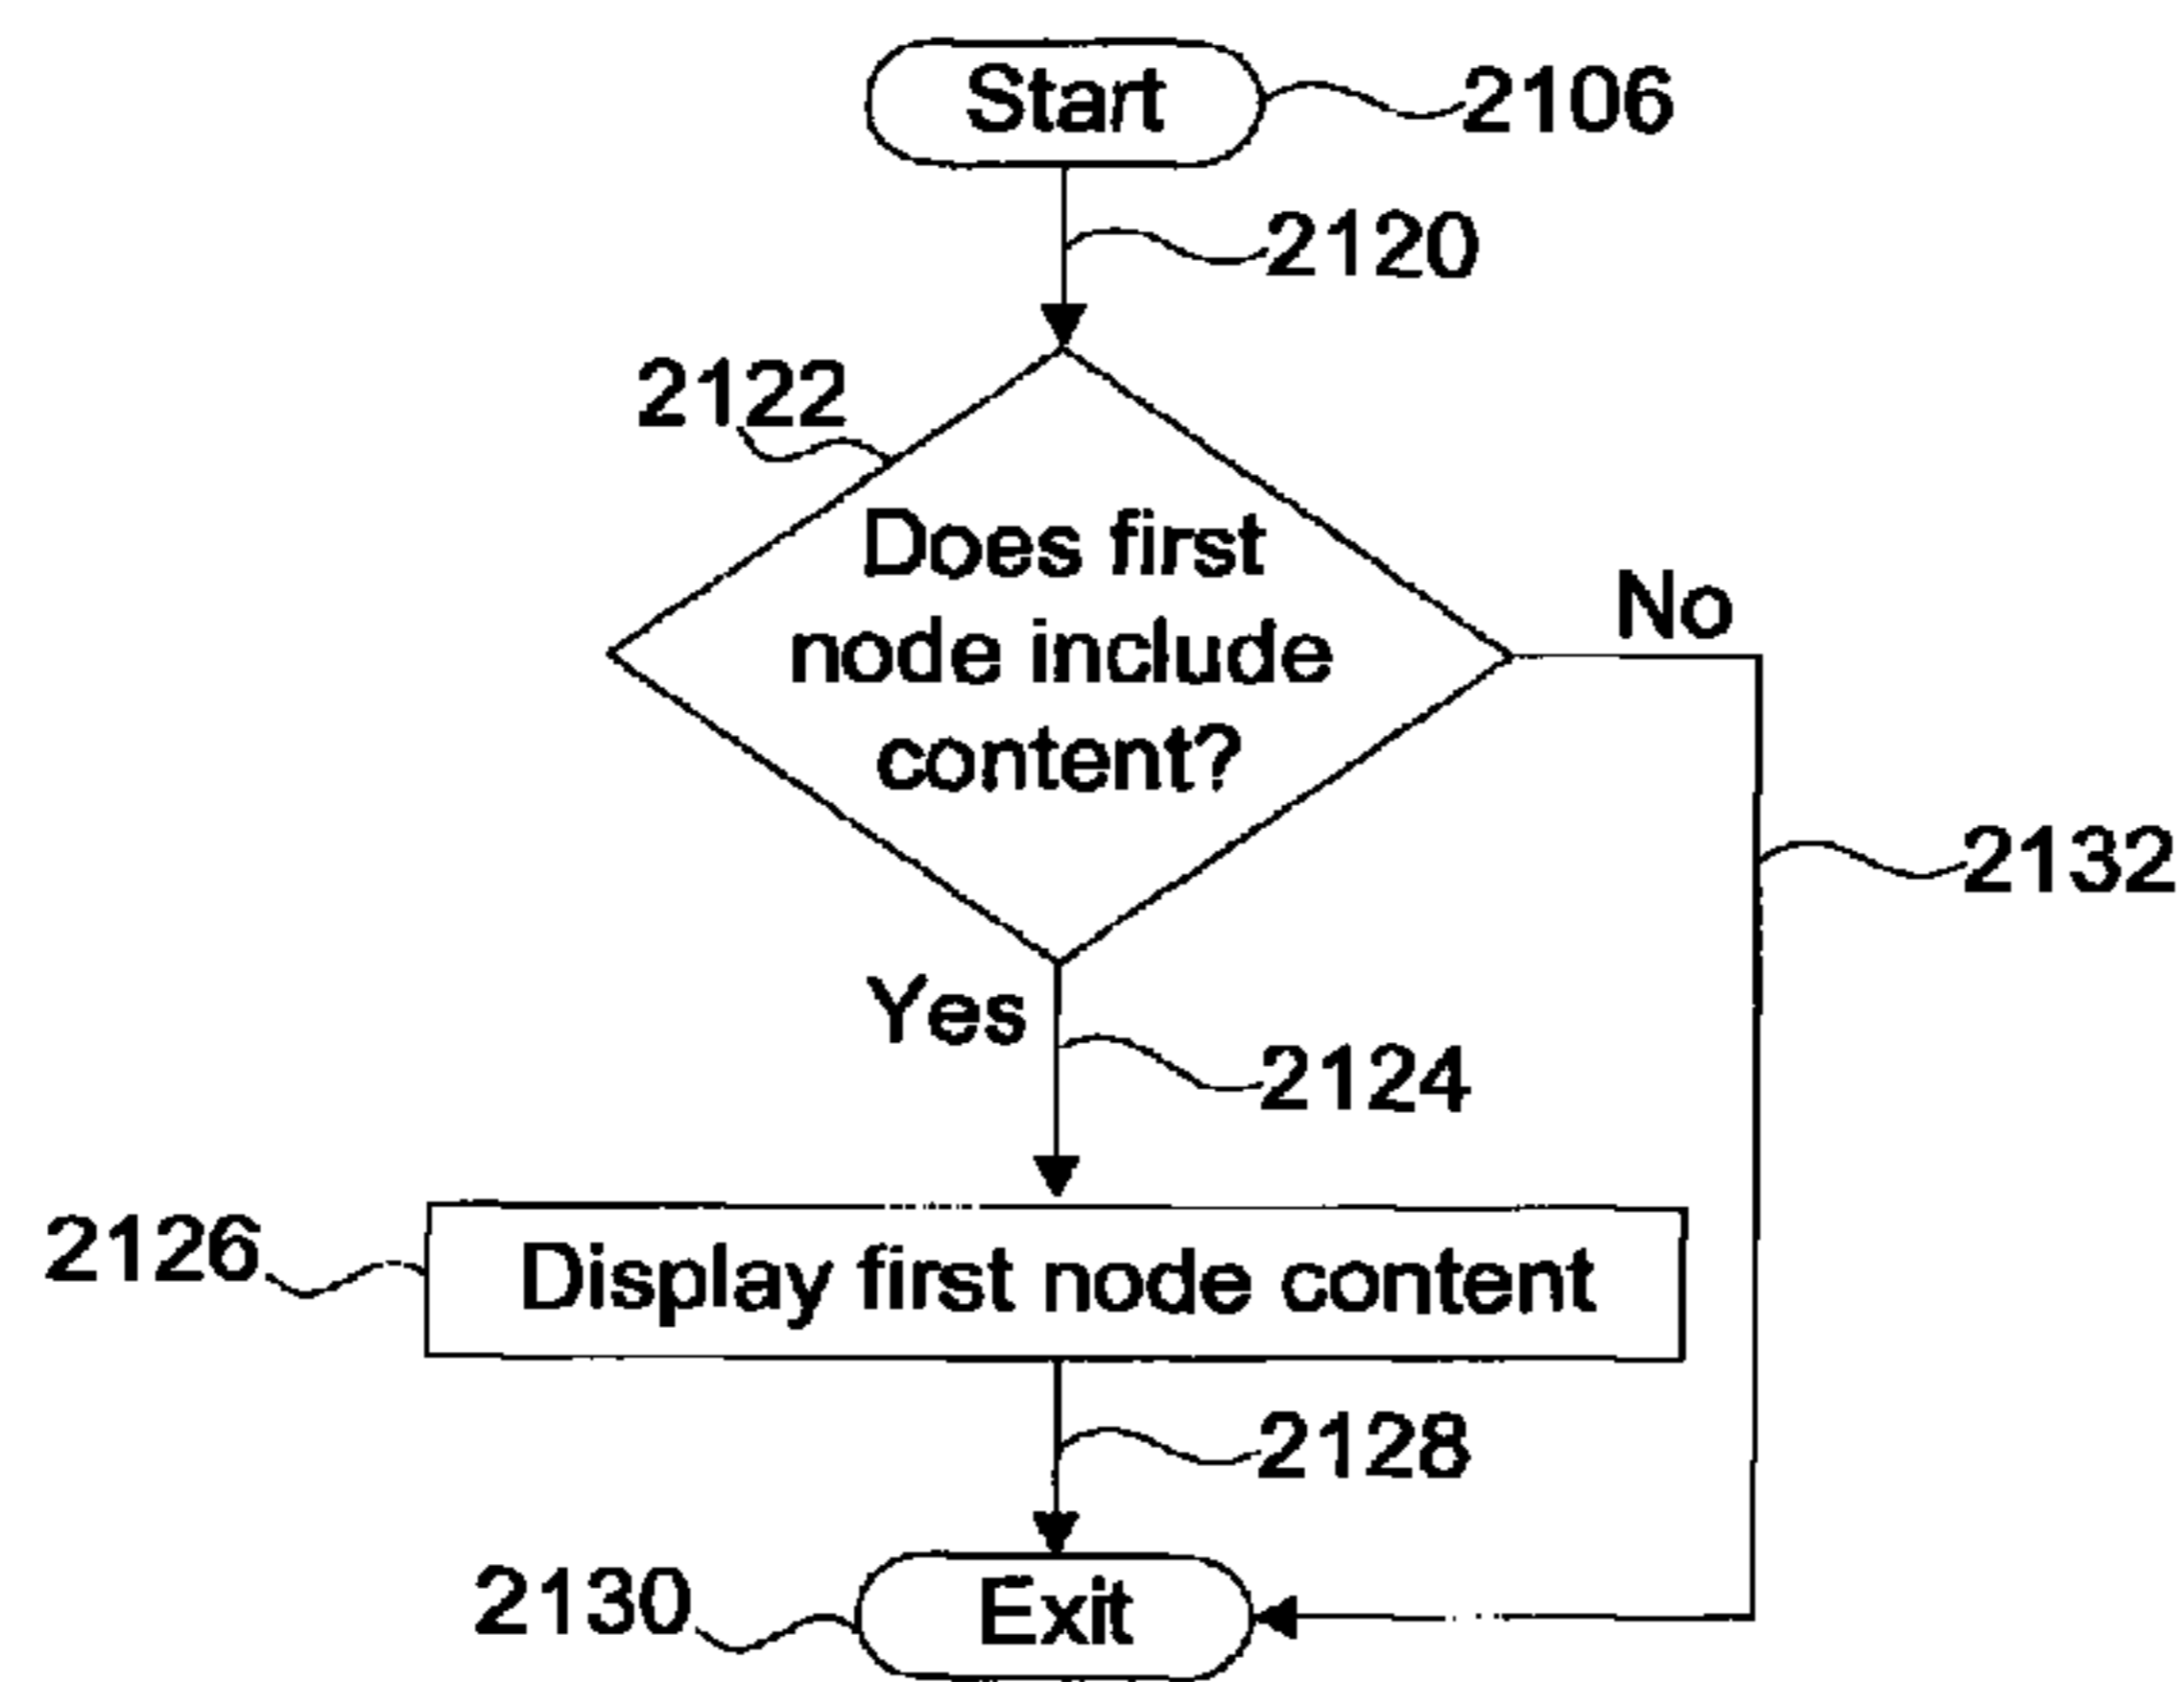 Start
2106
2120
2122
Does first
node include
content?
No
2132
Yes
2124
2126
Display first node content
2128
2130
Exit